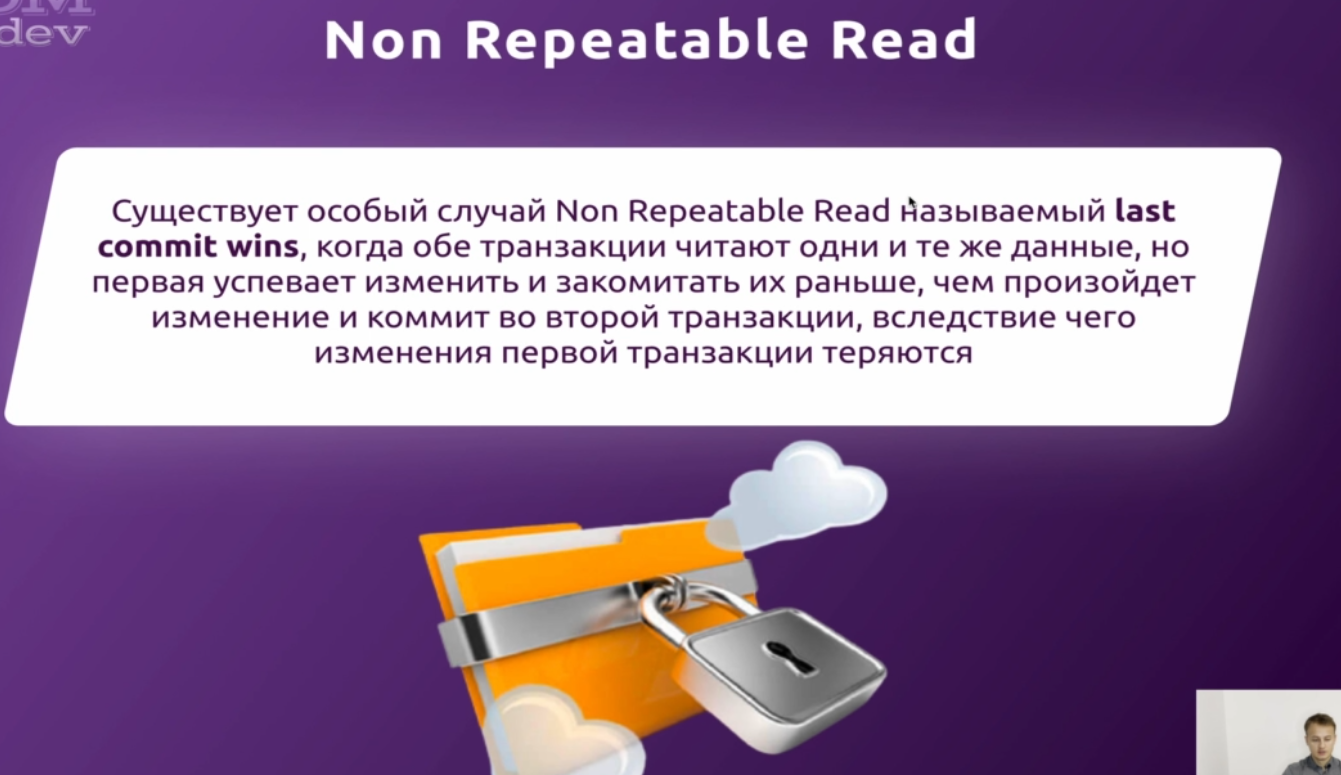 dev
Non Repeatable Read
Существует особый случай Non Repeatable Read называемый last
commit wins, когда обе транзакции читают одни и те же данные, но
первая успевает изменить и закомитать их раньше, чем произойдет
изменение и коммит во второй транзакции, вследствие чего
изменения первой транзакции теряются